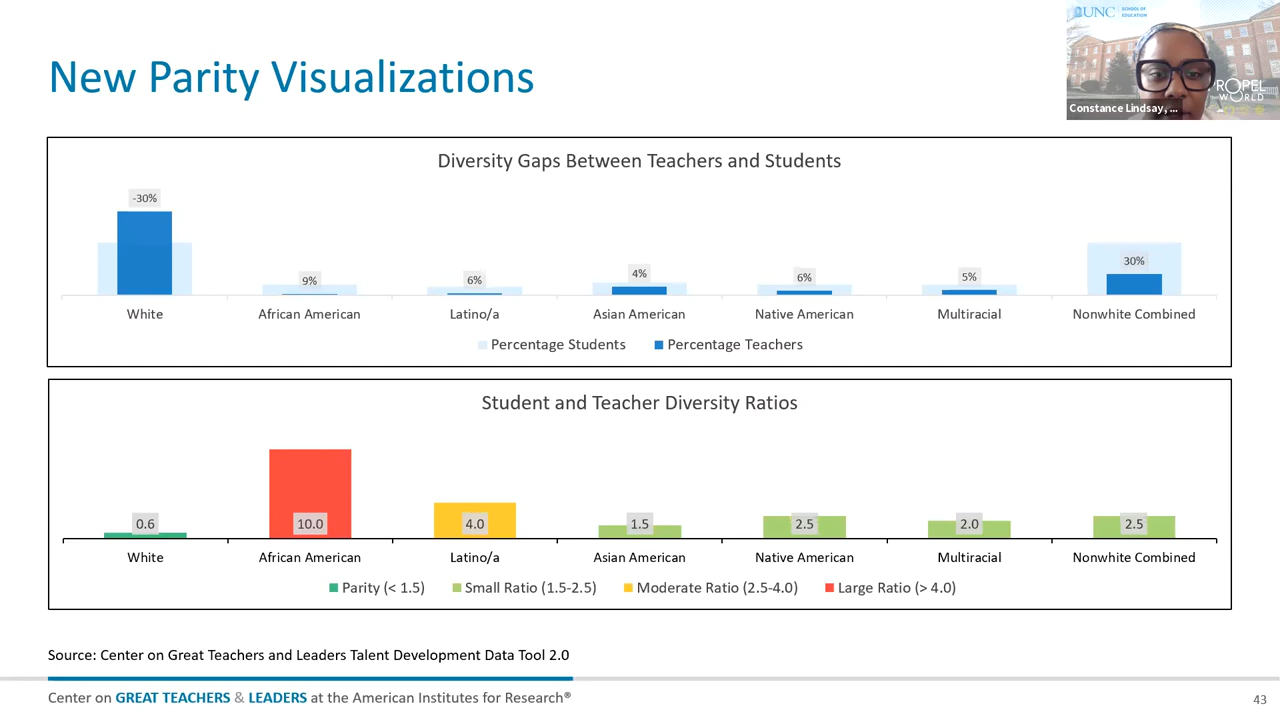 UNC SCHOOL OF EDUCATION
New Parity Visualizations
ROPEL
WORLD
Constance Lindsay, ...
Diversity Gaps Between Teachers and Students
-30%
9%
6%
4%
6%
5%
30%
White African American Latino/a Asian American Native American Multiracial Nonwhite Combined
Percentage Students Percentage Teachers
Student and Teacher Diversity Ratios
0.6 10.0 4.0 1.5 2.5 2.0 2.5
White African American Latino/a Asian American Native American Multiracial Nonwhite Combined
Parity (< 1.5) Small Ratio (1.5-2.5) Moderate Ratio (2.5-4.0) Large Ratio (> 4.0)
Source: Center on Great Teachers and Leaders Talent Development Data Tool 2.0
Center on GREAT TEACHERS & LEADERS at the American Institutes for Research®
43